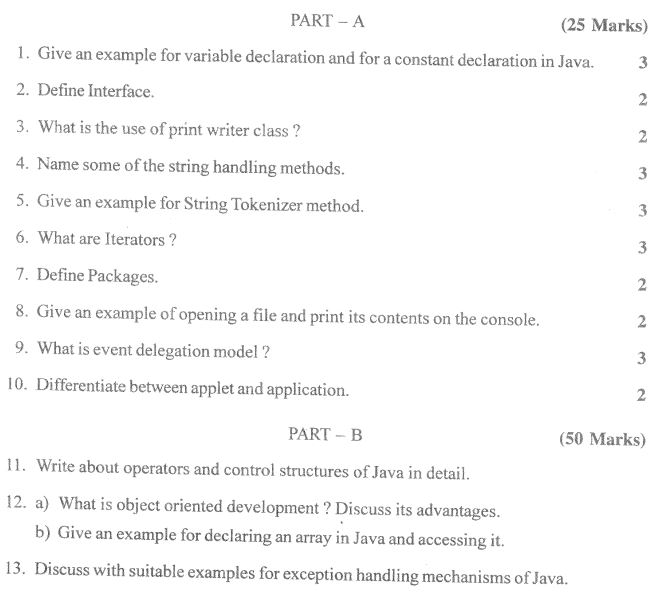 PART – A
(25 Marks)
1. Give an example for variable declaration and for a constant declaration in Java. 3
2. Define Interface. 2
3. What is the use of print writer class ? 2
4. Name some of the string handling methods. 3
5. Give an example for String Tokenizer method. 3
6. What are Iterators ? 3
7. Define Packages. 2
8. Give an example of opening a file and print its contents on the console. 2
9. What is event delegation model ? 3
10. Differentiate between applet and application. 2
PART – B
(50 Marks)
11. Write about operators and control structures of Java in detail.
12. a) What is object oriented development ? Discuss its advantages.
b) Give an example for declaring an array in Java and accessing it.
13. Discuss with suitable examples for exception handling mechanisms of Java.